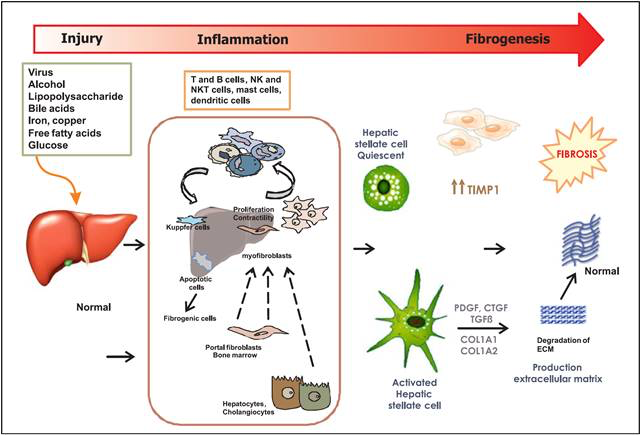 Injury
Inflammation
Fibrogenesis
Virus
Alcohol
Lipopolysaccharide
Bile acids
Iron, copper
Free fatty acids
Glucose
T and B cells, NK and
NKT cells, mast cells,
dendritic cells
Hepatic
stellate cell
Quiescent
TIMP1
FIBROSIS
Kuppfer cells
Proliferation
Contractility
myofibroblasts
Apoptotic
cells
Fibrogenic cells
Portal fibroblasts
Bone marrow
Hepatocytes,
Cholangiocytes
Normal
Activated
Hepatic
stellate cell
PDGF, CTGF
TGFß
COL1A1
COL1A2
Normal
Degradation of
ECM
Production
extracellular matrix